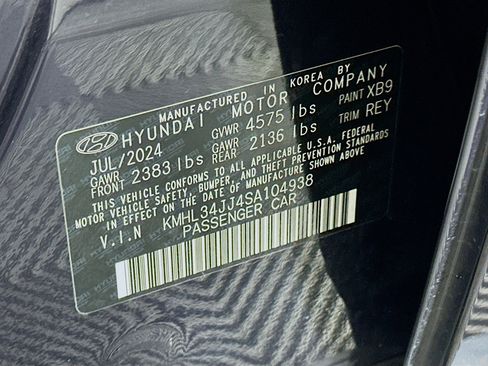 MANUFACTURED IN KOREA BY
HYUNDAI MOTOR COMPANY
JUL/2024 GVWR 4575 lbs PAINT XB9
GAWR FRONT 2383 lbs GAWR REAR 2136 lbs TRIM REY
THIS VEHICLE CONFORMS TO ALL APPLICABLE U.S.A. FEDERAL
MOTOR VEHICLE SAFETY, BUMPER, AND THEFT PREVENTION STANDARDS
IN EFFECT ON THE DATE OF MANUFACTURE SHOWN ABOVE
V.I.N KMHL34JJ4SA104938
PASSENGER CAR